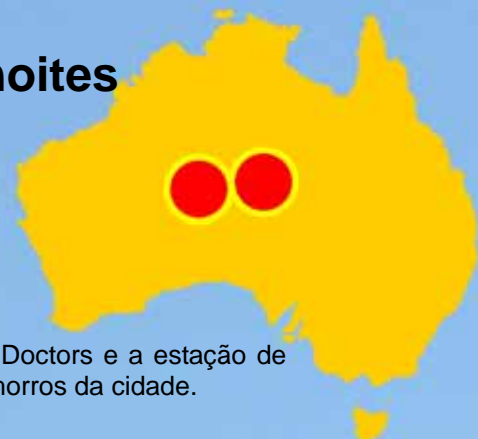 noites
Doctors e a estação de
morros da cidade.